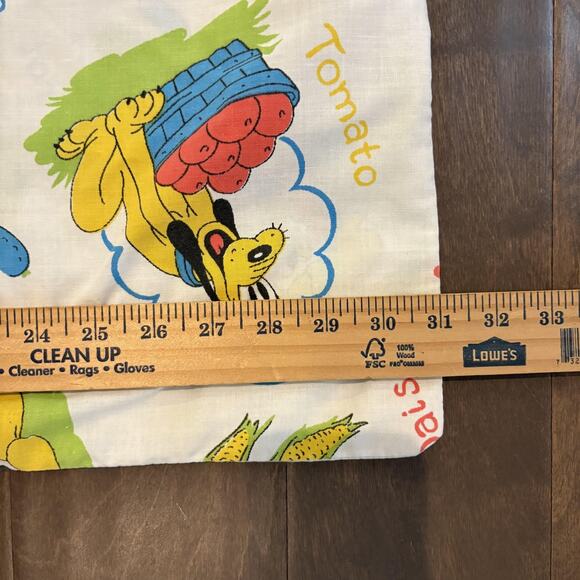 Tomato
24 25 26 27 28 29 30 31 32 33
CLEAN UP
• Cleaner • Rags • Gloves
FSC
100%
Wood
LOWE'S